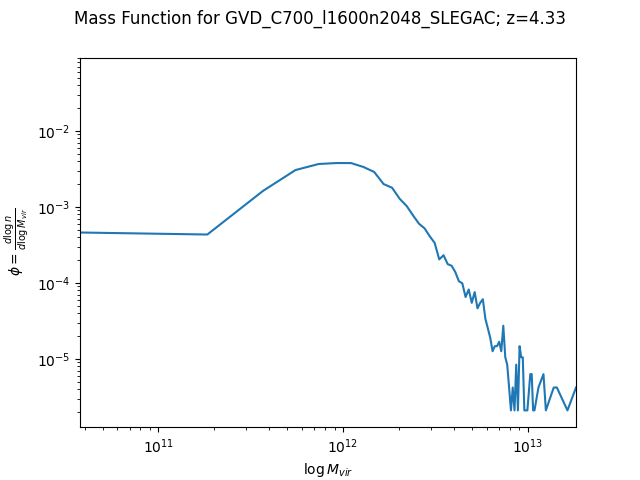 Mass Function for GVD_C700_l1600n2048_SLEGAC; z=4.33
10⁻²
10⁻³
10⁻⁴
10⁻⁵
ϕ = d log n / d log M_vir
10¹¹
10¹²
10¹³
log M_vir